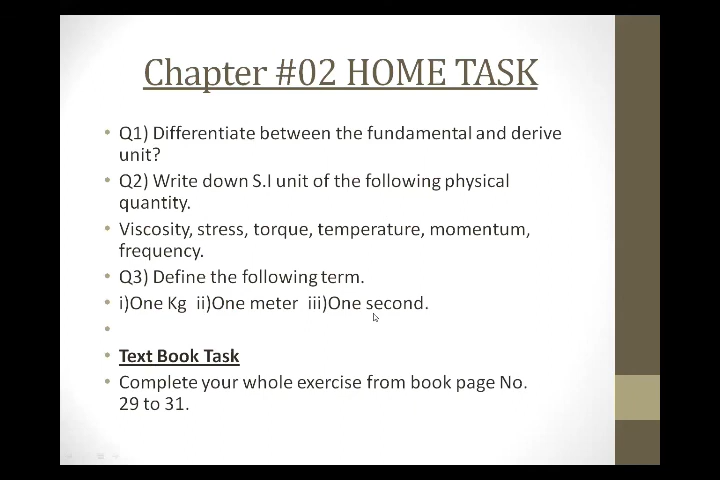 Chapter #02 HOME TASK
• Q1) Differentiate between the fundamental and derive
unit?
• Q2) Write down S.I unit of the following physical
quantity.
• Viscosity, stress, torque, temperature, momentum,
frequency.
• Q3) Define the following term.
• i)One Kg ii)One meter iii)One second.
•
• Text Book Task
• Complete your whole exercise from book page No.
29 to 31.